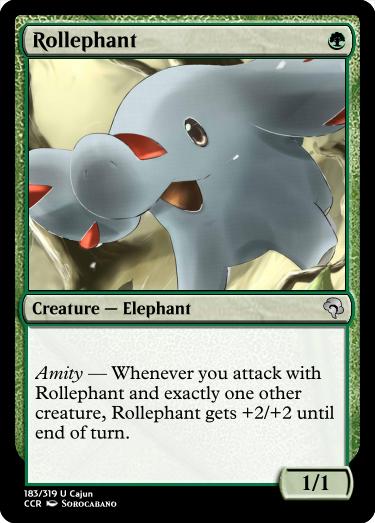 Rollephant
Creature — Elephant
Amity — Whenever you attack with
Rollephant and exactly one other
creature, Rollephant gets +2/+2 until
end of turn.
1/1
183/319 U Cajun
CCR Sorocabano